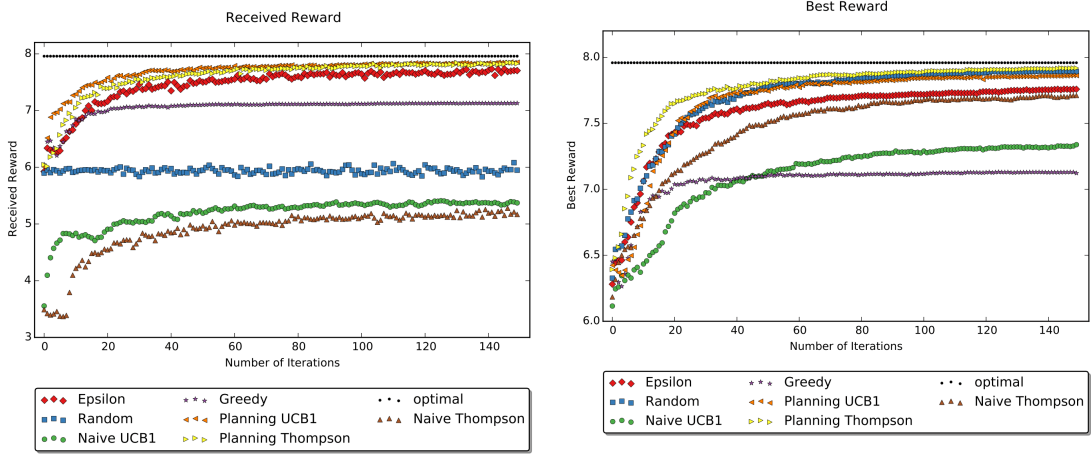 Received Reward
8
7
6
5
4
3
Received Reward
0 20 40 60 80 100 120 140
Number of Iterations
Epsilon Greedy optimal
Random Planning UCB1 Naive Thompson
Naive UCB1 Planning Thompson
Best Reward
8.0
7.5
7.0
6.5
6.0
Best Reward
0 20 40 60 80 100 120 140
Number of Iterations
Epsilon Greedy optimal
Random Planning UCB1 Naive Thompson
Naive UCB1 Planning Thompson